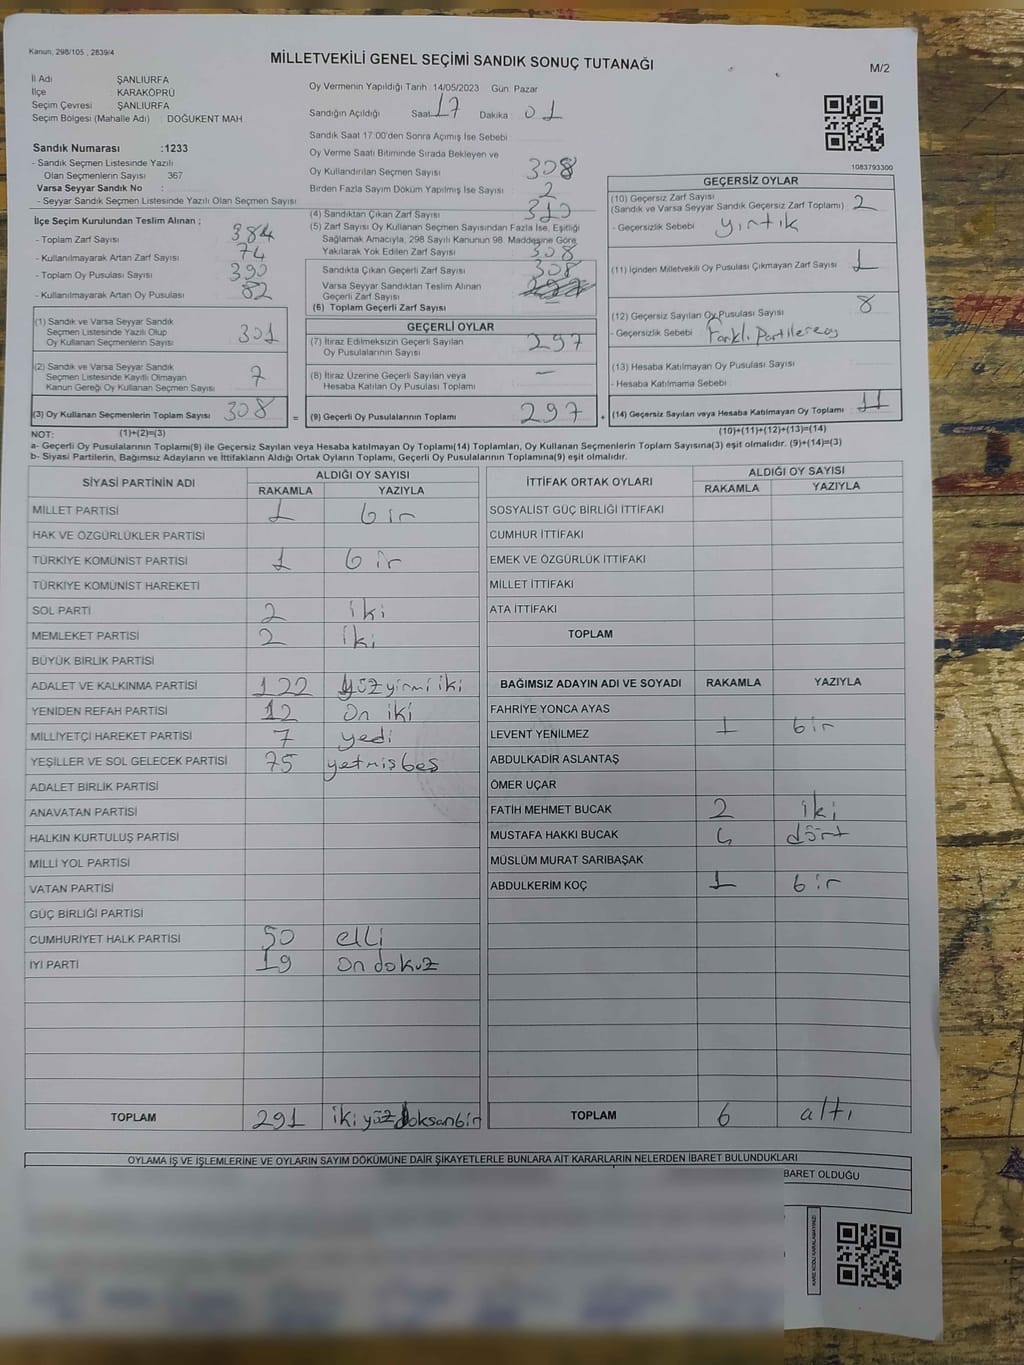 Kanun, 298/105 , 2839/4
MİLLETVEKİLİ GENEL SEÇİMİ SANDIK SONUÇ TUTANAĞI
M/2
İl Adı ŞANLIURFA
İlçe KARAKÖPRÜ
Seçim Çevresi ŞANLIURFA
Seçim Bölgesi (Mahalle Adı) : DOĞUKENT MAH
Sandık Numarası :1233
- Sandık Seçmen Listesinde Yazılı
Olan Seçmenlerin Sayısı 367
Varsa Seyyar Sandık No :
- Seyyar Sandık Seçmen Listesinde Yazılı Olan Seçmen Sayısı
Oy Vermenin Yapıldığı Tarih :14/05/2023 Gün: Pazar
Sandığın Açıldığı Saat 17 Dakika : 01
Sandık Saat 17:00'den Sonra Açımış İse Sebebi
Oy Verme Saati Bitiminde Sırada Bekleyen ve
Oy Kullandırılan Seçmen Sayısı 308
Birden Fazla Sayım Döküm Yapılmış İse Sayısı 2
1083793300
İlçe Seçim Kurulundan Teslim Alınan ;
- Toplam Zarf Sayısı 384
- Kullanılmayarak Artan Zarf Sayısı 74
- Toplam Oy Pusulası Sayısı 390
- Kullanılmayarak Artan Oy Pusulası 82
(4) Sandıktan Çıkan Zarf Sayısı 310
(5) Zarf Sayısı Oy Kullanan Seçmen Sayısından Fazla İse, Eşitliği
Sağlamak Amacıyla, 298 Sayılı Kanunun 98. Maddesine Göre
Yakılarak Yok Edilen Zarf Sayısı 308
Sandıkta Çıkan Geçerli Zarf Sayısı 308
Varsa Seyyar Sandıktan Teslim Alınan
Geçerli Zarf Sayısı
(6) Toplam Geçerli Zarf Sayısı
GEÇERSİZ OYLAR
(10) Geçersiz Zarf Sayısı
(Sandık ve Varsa Seyyar Sandık Geçersiz Zarf Toplamı) 2
- Geçersizlik Sebebi yırtık
(11) İçinden Milletvekili Oy Pusulası Çıkmayan Zarf Sayısı 1
(12) Geçersiz Sayılan Oy Pusulası Sayısı 8
- Geçersizlik Sebebi : Farklı Partilere oy
(13) Hesaba Katılmayan Oy Pusulası Sayısı
- Hesaba Katılmama Sebebi :
(14) Geçersiz Sayılan veya Hesaba Katılmayan Oy Toplamı 11
(10)+(11)+(12)+(13)=(14)
(1) Sandık ve Varsa Seyyar Sandık
Seçmen Listesinde Yazılı Olup
Oy Kullanan Seçmenlerin Sayısı 301
(2) Sandık ve Varsa Seyyar Sandık
Seçmen Listesinde Kayıtlı Olmayan
Kanun Gereği Oy Kullanan Seçmen Sayısı 7
(3) Oy Kullanan Seçmenlerin Toplam Sayısı 308 =
(1)+(2)=(3)
GEÇERLİ OYLAR
(7) İtiraz Edilmeksizin Geçerli Sayılan
Oy Pusulalarının Sayısı 297
(8) İtiraz Üzerine Geçerli Sayılan veya
Hesaba Katılan Oy Pusulası Toplamı —
(9) Geçerli Oy Pusulalarının Toplamı 297 +
NOT:
a- Geçerli Oy Pusulalarının Toplamı(9) ile Geçersiz Sayılan veya Hesaba katılmayan Oy Toplamı(14) Toplamları, Oy Kullanan Seçmenlerin Toplam Sayısına(3) eşit olmalıdır. (9)+(14)=(3)
b- Siyasi Partilerin, Bağımsız Adayların ve İttifakların Aldığı Ortak Oyların Toplamı, Geçerli Oy Pusulalarının Toplamına(9) eşit olmalıdır.
SİYASİ PARTİNİN ADI ALDIĞI OY SAYISI
RAKAMLA YAZIYLA
MİLLET PARTİSİ 1 bir
HAK VE ÖZGÜRLÜKLER PARTİSİ
TÜRKİYE KOMÜNİST PARTİSİ 1 bir
TÜRKİYE KOMÜNİST HAREKETİ
SOL PARTİ 2 iki
MEMLEKET PARTİSİ 2 iki
BÜYÜK BİRLİK PARTİSİ
ADALET VE KALKINMA PARTİSİ 122 yüz yirmi iki
YENİDEN REFAH PARTİSİ 12 on iki
MİLLİYETÇİ HAREKET PARTİSİ 7 yedi
YEŞİLLER VE SOL GELECEK PARTİSİ 75 yetmiş beş
ADALET BİRLİK PARTİSİ
ANAVATAN PARTİSİ
HALKIN KURTULUŞ PARTİSİ
MİLLİ YOL PARTİSİ
VATAN PARTİSİ
GÜÇ BİRLİĞİ PARTİSİ
CUMHURİYET HALK PARTİSİ 50 elli
İYİ PARTİ 19 on dokuz
TOPLAM 291 iki yüz doksan bir
İTTİFAK ORTAK OYLARI ALDIĞI OY SAYISI
RAKAMLA YAZIYLA
SOSYALİST GÜÇ BİRLİĞİ İTTİFAKI
CUMHUR İTTİFAKI
EMEK VE ÖZGÜRLÜK İTTİFAKI
MİLLET İTTİFAKI
ATA İTTİFAKI
TOPLAM
BAĞIMSIZ ADAYIN ADI VE SOYADI RAKAMLA YAZIYLA
FAHRİYE YONCA AYAS
LEVENT YENİLMEZ 1 bir
ABDULKADİR ASLANTAŞ
ÖMER UÇAR
FATİH MEHMET BUCAK 2 iki
MUSTAFA HAKKI BUCAK 4 dört
MÜSLÜM MURAT SARIBAŞAK
ABDULKERİM KOÇ 1 bir
TOPLAM 6 altı
OYLAMA İŞ VE İŞLEMLERİNE VE OYLARIN SAYIM DÖKÜMÜNE DAİR ŞİKAYETLERLE BUNLARA AİT KARARLARIN NELERDEN İBARET BULUNDUKLARI
BARET OLDUĞU